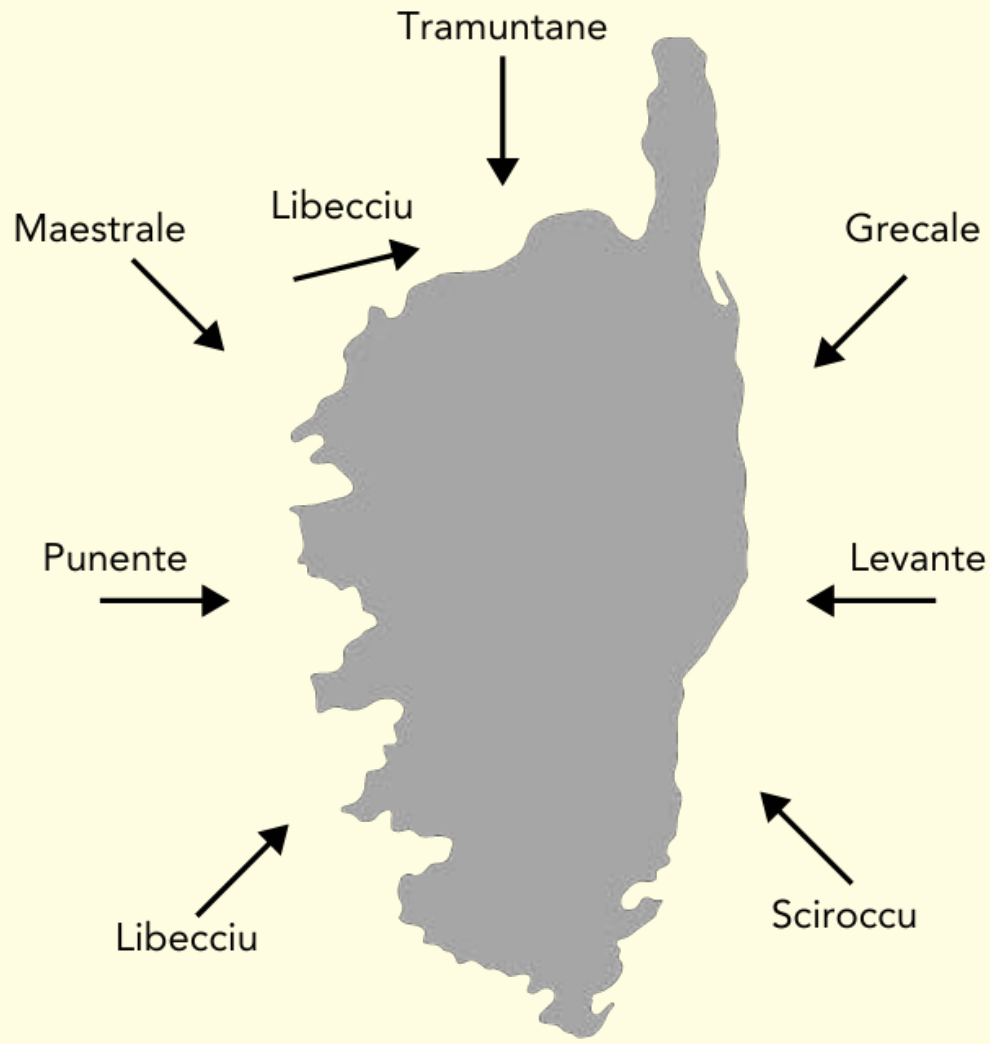 Tramuntane
Libecciu
Maestrale
Grecale
Punente
Levante
Sciroccu
Libecciu